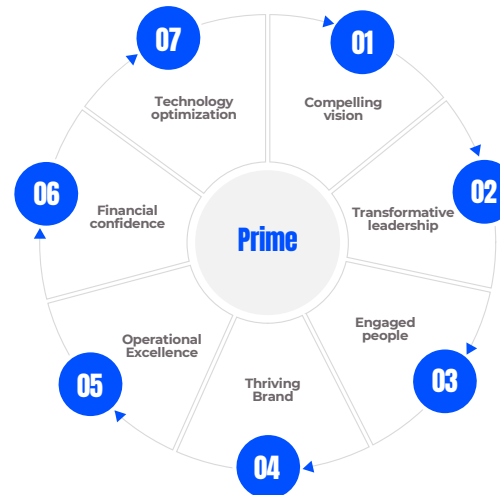 01
Compelling
vision
02
Transformative
leadership
03
Engaged
people
04
Thriving
Brand
05
Operational
Excellence
06
Financial
confidence
07
Technology
optimization
Prime